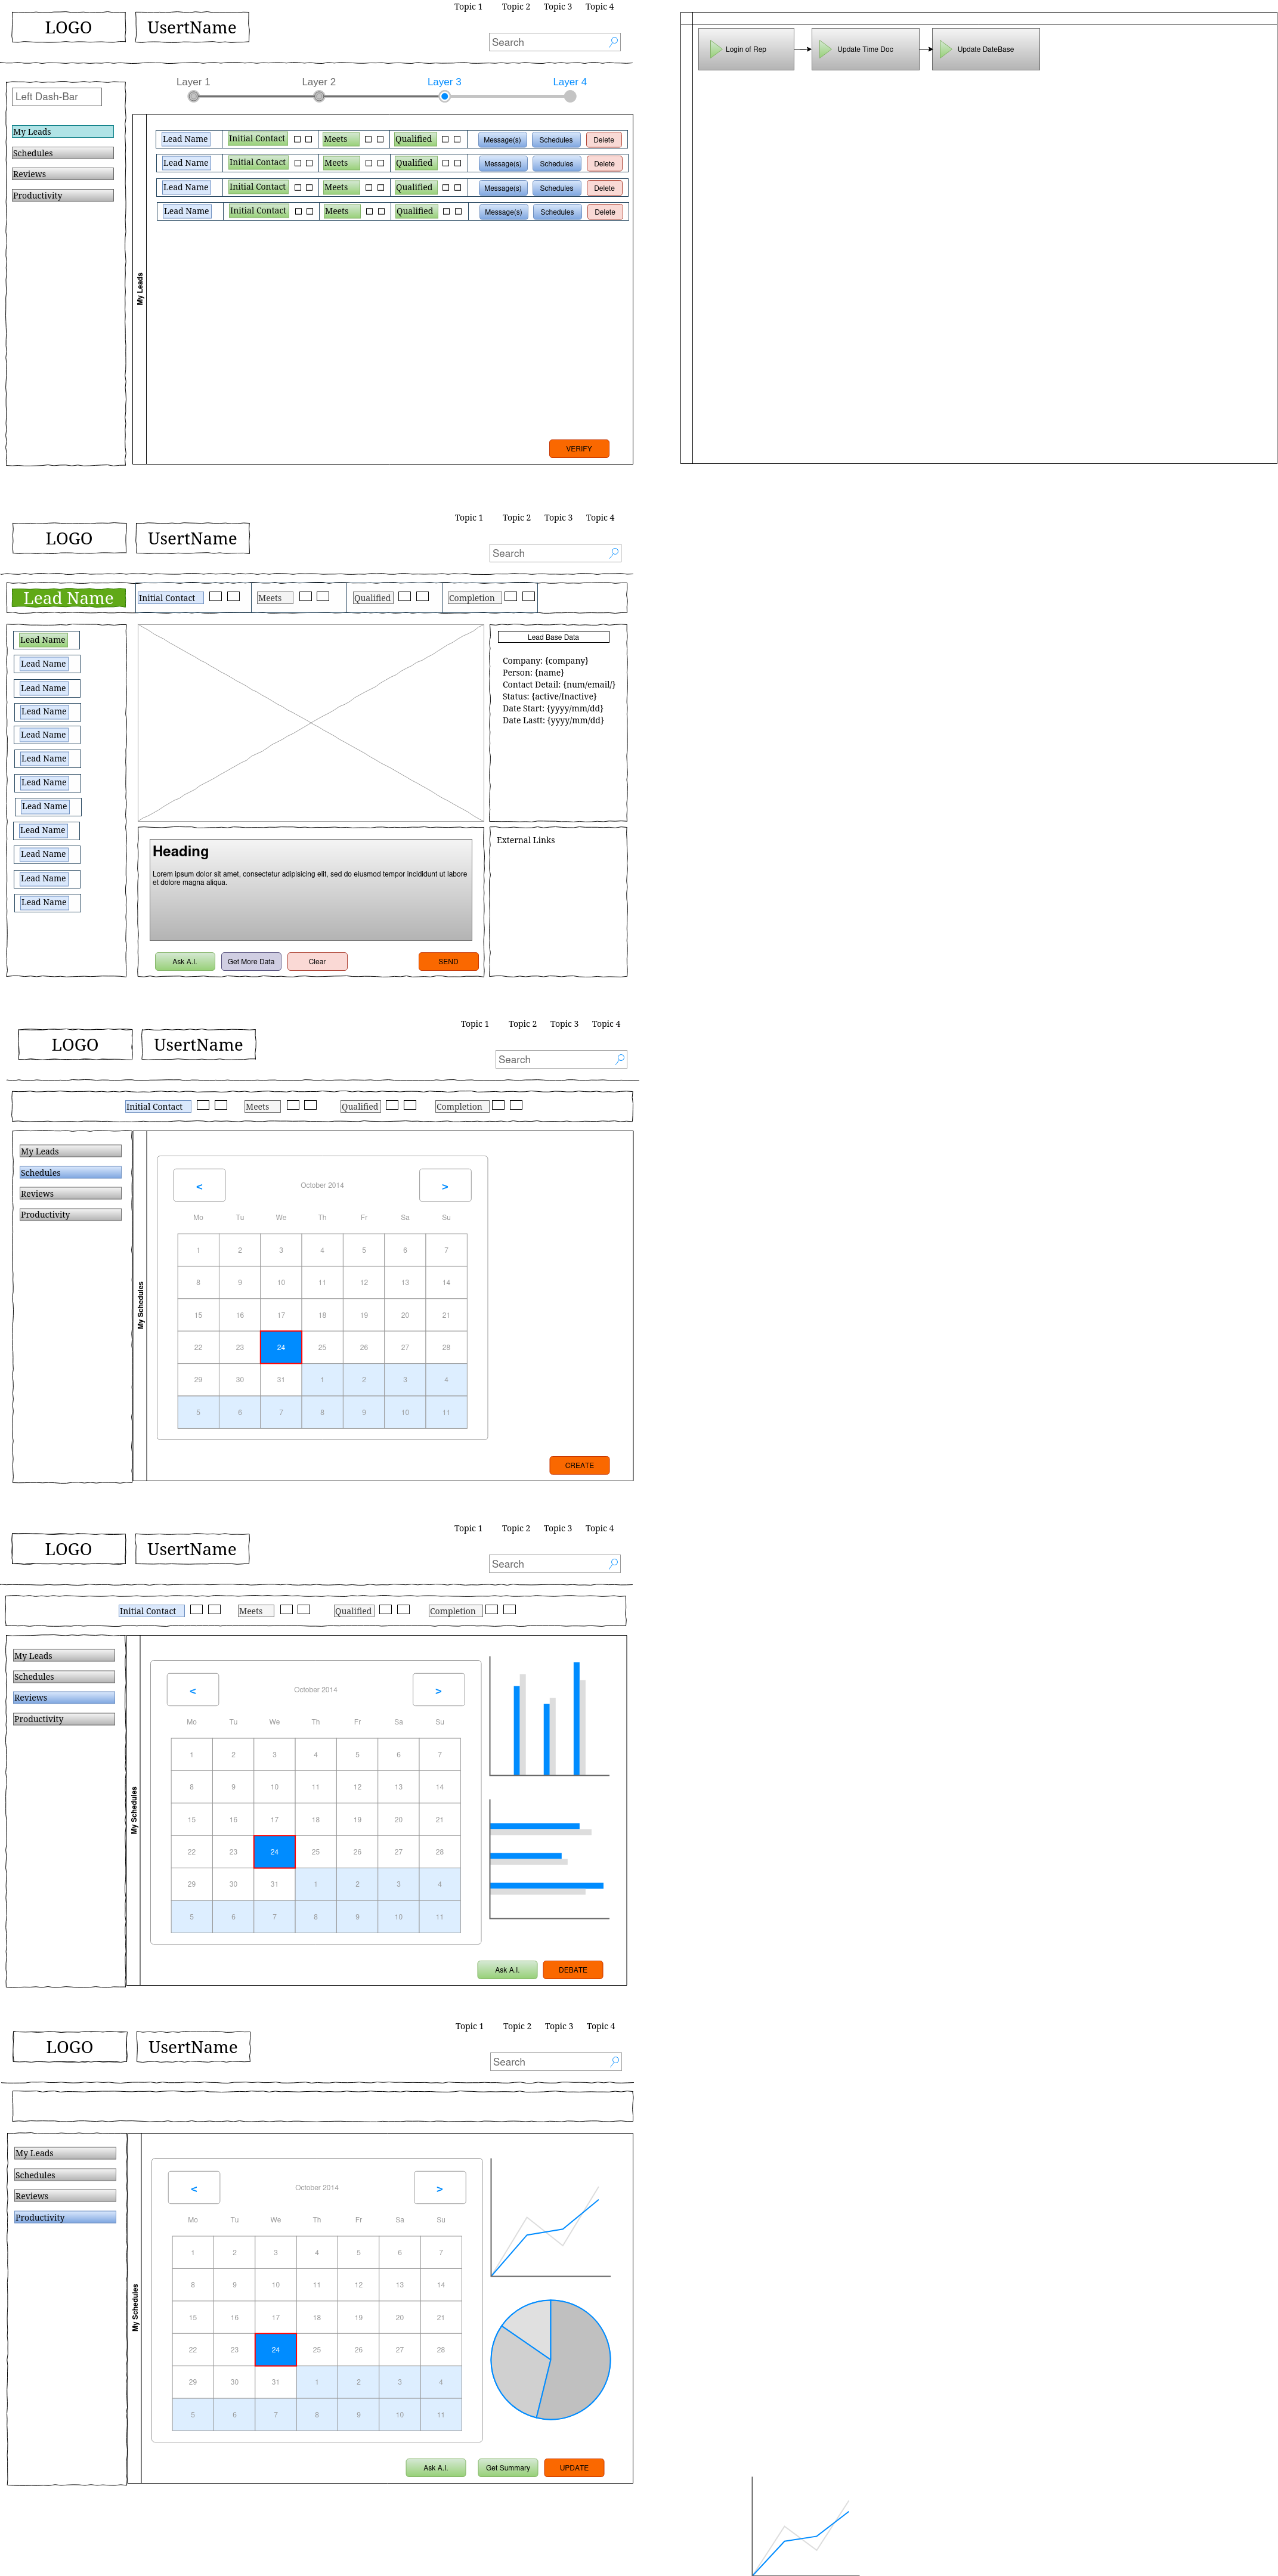 Topic 1 Topic 2 Topic 3 Topic 4
LOGO UsertName
Search
Layer 1 Layer 2 Layer 3 Layer 4
Left Dash-Bar
My Leads
Schedules
Reviews
Productivity
My Leads
Lead Name Initial Contact Meets Qualified Message(s) Schedules Delete
Lead Name Initial Contact Meets Qualified Message(s) Schedules Delete
Lead Name Initial Contact Meets Qualified Message(s) Schedules Delete
Lead Name Initial Contact Meets Qualified Message(s) Schedules Delete
VERIFY
Login of Rep Update Time Doc Update DateBase
Topic 1 Topic 2 Topic 3 Topic 4
LOGO UsertName
Search
Lead Name Initial Contact Meets Qualified Completion
Lead Name
Lead Name
Lead Name
Lead Name
Lead Name
Lead Name
Lead Name
Lead Name
Lead Name
Lead Name
Lead Name
Lead Name
Lead Base Data
Company: {company}
Person: {name}
Contact Detail: {num/email/}
Status: {active/Inactive}
Date Start: {yyyy/mm/dd}
Date Lastt: {yyyy/mm/dd}
Heading
Lorem ipsum dolor sit amet, consectetur adipisicing elit, sed do eiusmod tempor incididunt ut labore
et dolore magna aliqua.
Ask A.I. Get More Data Clear SEND
External Links
Topic 1 Topic 2 Topic 3 Topic 4
LOGO UsertName
Search
Initial Contact Meets Qualified Completion
My Leads
Schedules
Reviews
Productivity
My Schedules
< October 2014 >
Mo Tu We Th Fr Sa Su
1 2 3 4 5 6 7
8 9 10 11 12 13 14
15 16 17 18 19 20 21
22 23 24 25 26 27 28
29 30 31 1 2 3 4
5 6 7 8 9 10 11
CREATE
Topic 1 Topic 2 Topic 3 Topic 4
LOGO UsertName
Search
Initial Contact Meets Qualified Completion
My Leads
Schedules
Reviews
Productivity
My Schedules
< October 2014 >
Mo Tu We Th Fr Sa Su
1 2 3 4 5 6 7
8 9 10 11 12 13 14
15 16 17 18 19 20 21
22 23 24 25 26 27 28
29 30 31 1 2 3 4
5 6 7 8 9 10 11
Ask A.I. DEBATE
Topic 1 Topic 2 Topic 3 Topic 4
LOGO UsertName
Search
My Leads
Schedules
Reviews
Productivity
My Schedules
< October 2014 >
Mo Tu We Th Fr Sa Su
1 2 3 4 5 6 7
8 9 10 11 12 13 14
15 16 17 18 19 20 21
22 23 24 25 26 27 28
29 30 31 1 2 3 4
5 6 7 8 9 10 11
Ask A.I. Get Summary UPDATE